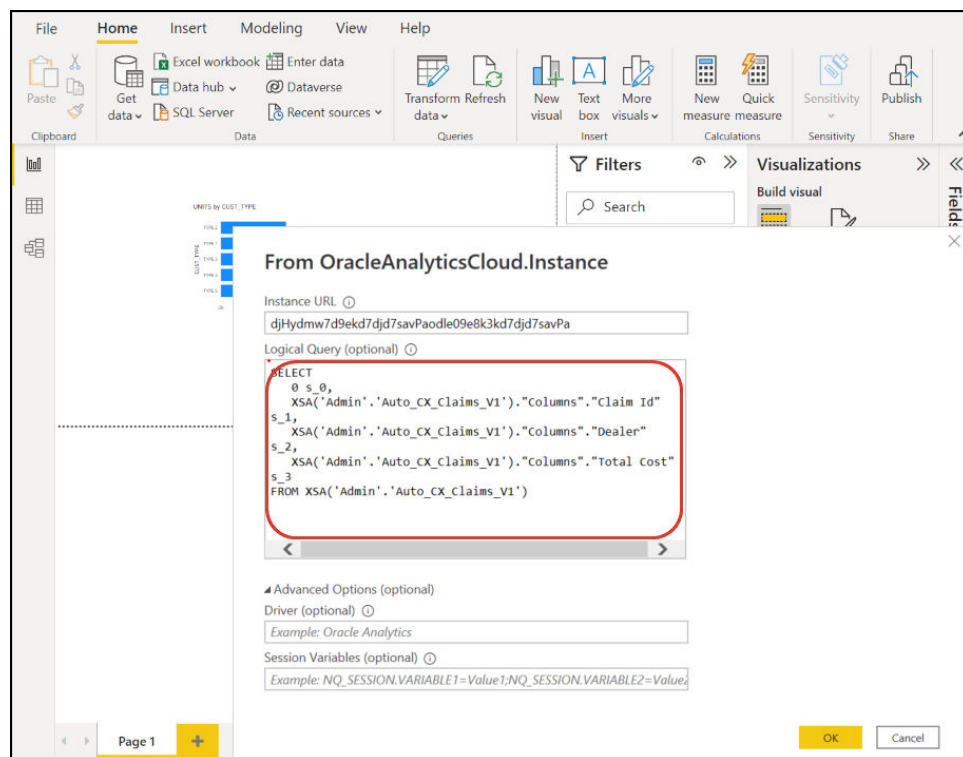 File Home Insert Modeling View Help
Paste
Get data
Excel workbook
Data hub
SQL Server
Enter data
Dataverse
Recent sources
Transform data
Refresh
New visual
Text box
More visuals
New measure
Quick measure
Sensitivity
Publish
Clipboard Data Queries Insert Calculations Sensitivity Share
Filters
Search
Visualizations
Build visual
Fields
UNITS by CUST_TYPE
CUST_TYPE
From OracleAnalyticsCloud.Instance
Instance URL
djHydmw7d9ekd7djd7savPaodle09e8k3kd7djd7savPa
Logical Query (optional)
SELECT
0 s_0,
XSA('Admin'.'Auto_CX_Claims_V1')."Columns"."Claim Id"
s_1,
XSA('Admin'.'Auto_CX_Claims_V1')."Columns"."Dealer"
s_2,
XSA('Admin'.'Auto_CX_Claims_V1')."Columns"."Total Cost"
s_3
FROM XSA('Admin'.'Auto_CX_Claims_V1')
Advanced Options (optional)
Driver (optional)
Example: Oracle Analytics
Session Variables (optional)
Example: NQ_SESSION.VARIABLE1=Value1;NQ_SESSION.VARIABLE2=Value2
OK Cancel
Page 1 +